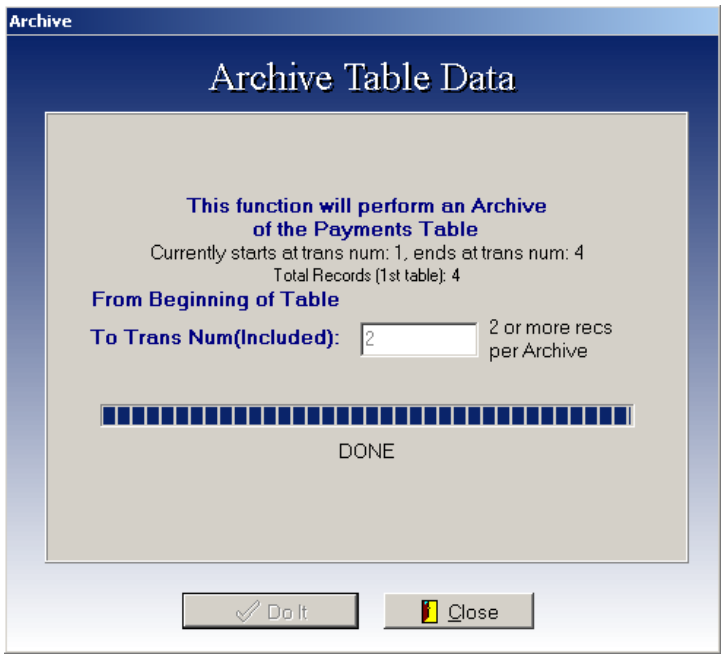 Archive
Archive Table Data
This function will perform an Archive
of the Payments Table
Currently starts at trans num: 1, ends at trans num: 4
Total Records (1st table): 4
From Beginning of Table
To Trans Num(Included): 2 2 or more recs
per Archive
DONE
Do It Close